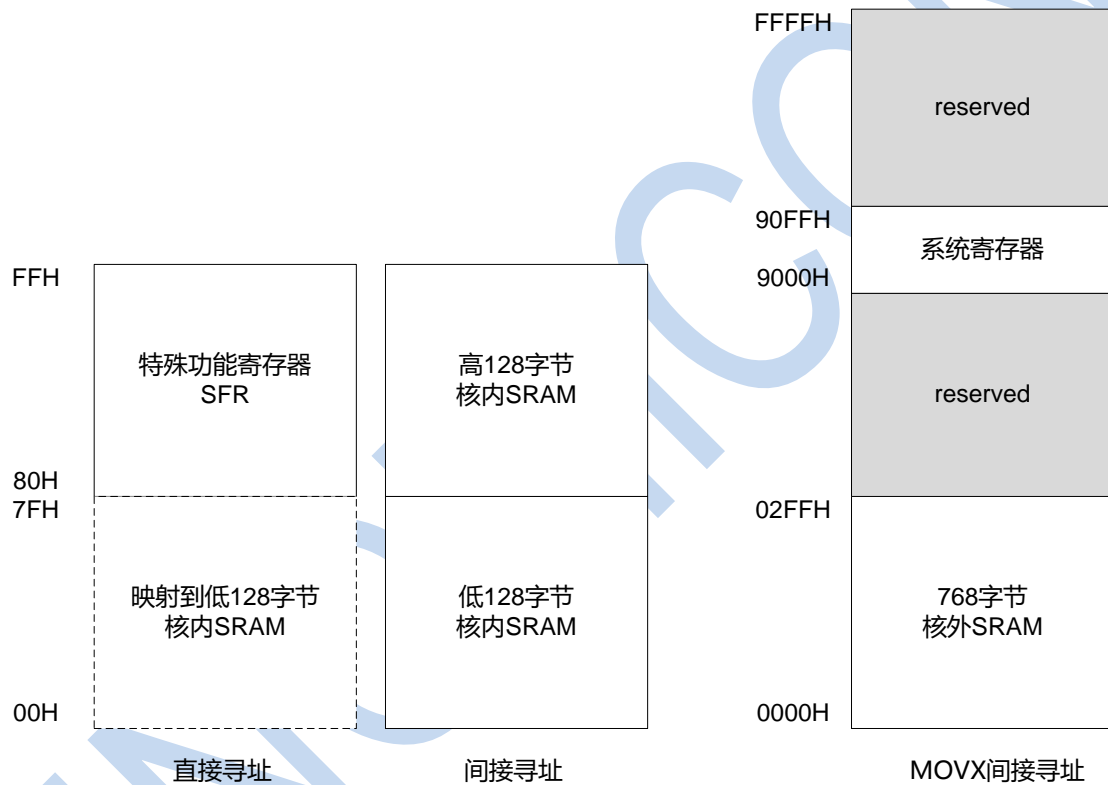 FFFFH
reserved
90FFH
系统寄存器
9000H
reserved
02FFH
768字节
核外SRAM
0000H
MOVX间接寻址
FFH
特殊功能寄存器
SFR
80H
7FH
映射到低128字节
核内SRAM
00H
直接寻址
高128字节
核内SRAM
低128字节
核内SRAM
间接寻址